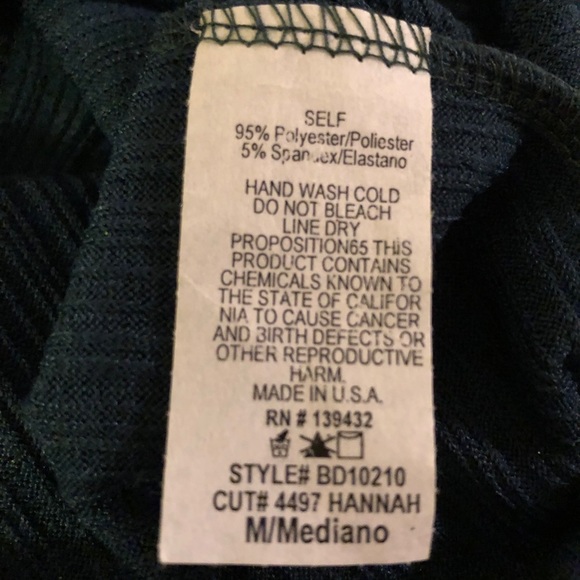 SELF
95% Polyester/Poliester
5% Spandex/Elastano
HAND WASH COLD
DO NOT BLEACH
LINE DRY
PROPOSITION65 THIS
PRODUCT CONTAINS
CHEMICALS KNOWN TO
THE STATE OF CALIFOR
NIA TO CAUSE CANCER
AND BIRTH DEFECTS OR
OTHER REPRODUCTIVE
HARM.
MADE IN U.S.A.
RN # 139432
STYLE# BD10210
CUT# 4497 HANNAH
M/Mediano